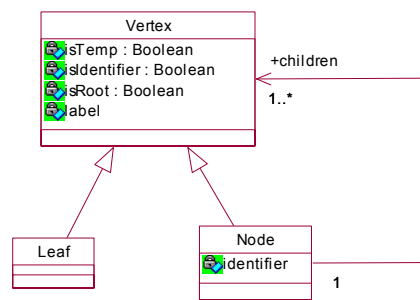 Vertex
isTemp : Boolean
isIdentifier : Boolean
isRoot : Boolean
label
+children
1..*
Leaf
Node
identifier
1